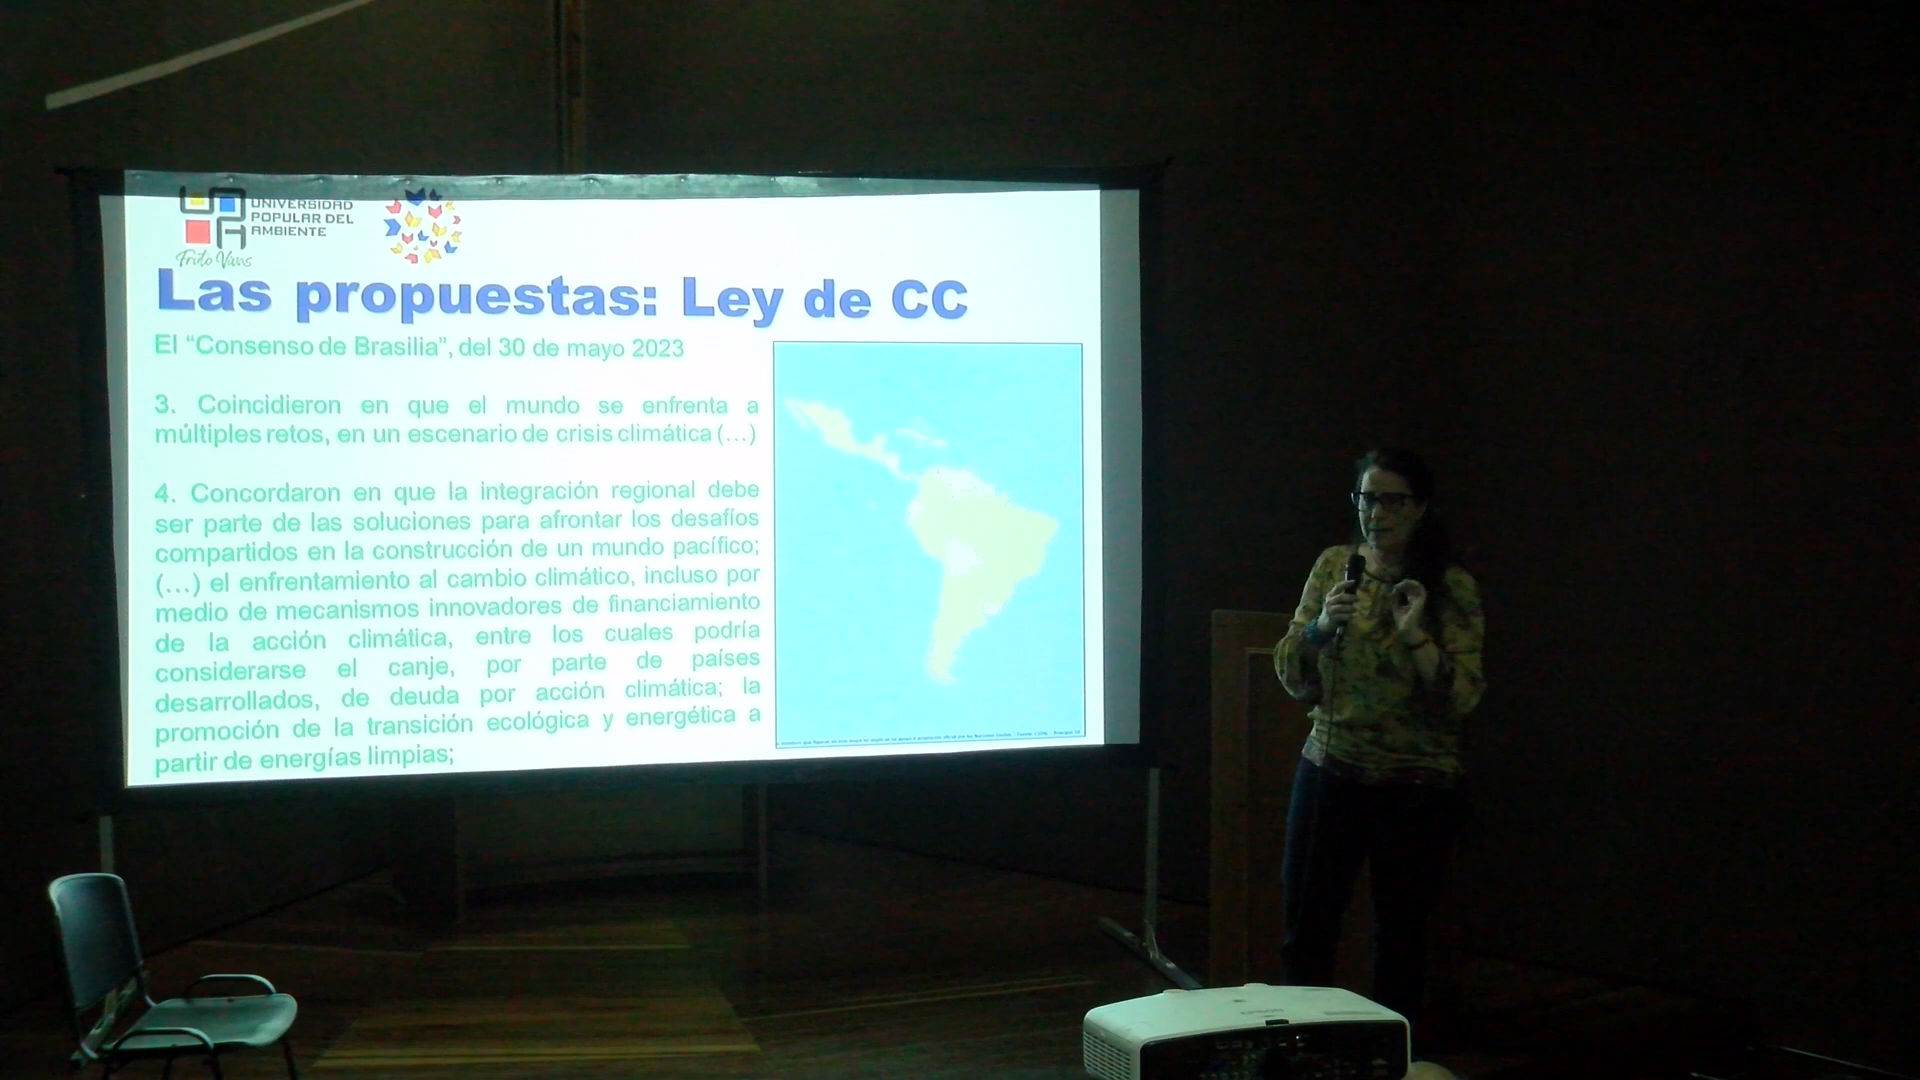 UNIVERSIDAD
POPULAR DEL
AMBIENTE
Fruto Vivas
Las propuestas: Ley de CC
El “Consenso de Brasilia”, del 30 de mayo 2023
3. Coincidieron en que el mundo se enfrenta a
múltiples retos, en un escenario de crisis climática (…)
4. Concordaron en que la integración regional debe
ser parte de las soluciones para afrontar los desafíos
compartidos en la construcción de un mundo pacífico;
(…) el enfrentamiento al cambio climático, incluso por
medio de mecanismos innovadores de financiamiento
de la acción climática, entre los cuales podría
considerarse el canje, por parte de países
desarrollados, de deuda por acción climática; la
promoción de la transición ecológica y energética a
partir de energías limpias;